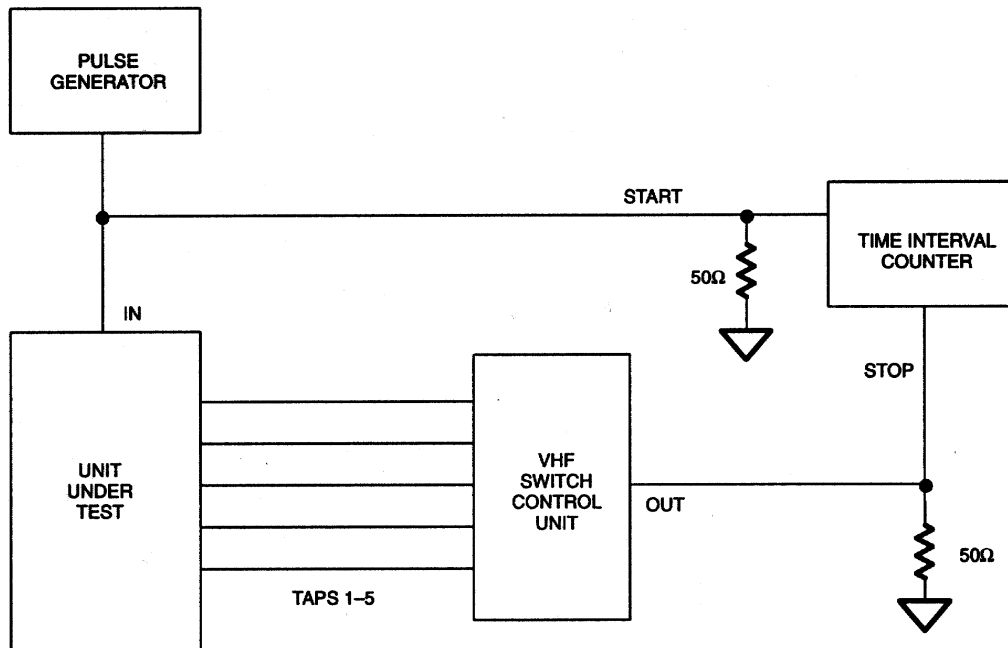 PULSE
GENERATOR
START
TIME INTERVAL
COUNTER
50Ω
IN
STOP
UNIT
UNDER
TEST
VHF
SWITCH
CONTROL
UNIT
OUT
50Ω
TAPS 1–5